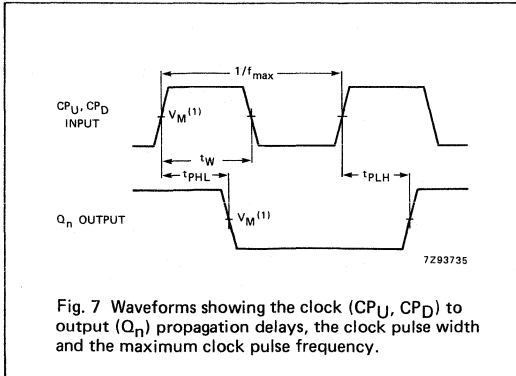 1/fmax
CPU, CPD
INPUT
VM(1)
tW
tPHL
tPLH
Qn OUTPUT
VM(1)
7Z93735
Fig. 7 Waveforms showing the clock (CPU, CPD) to
output (Qn) propagation delays, the clock pulse width
and the maximum clock pulse frequency.